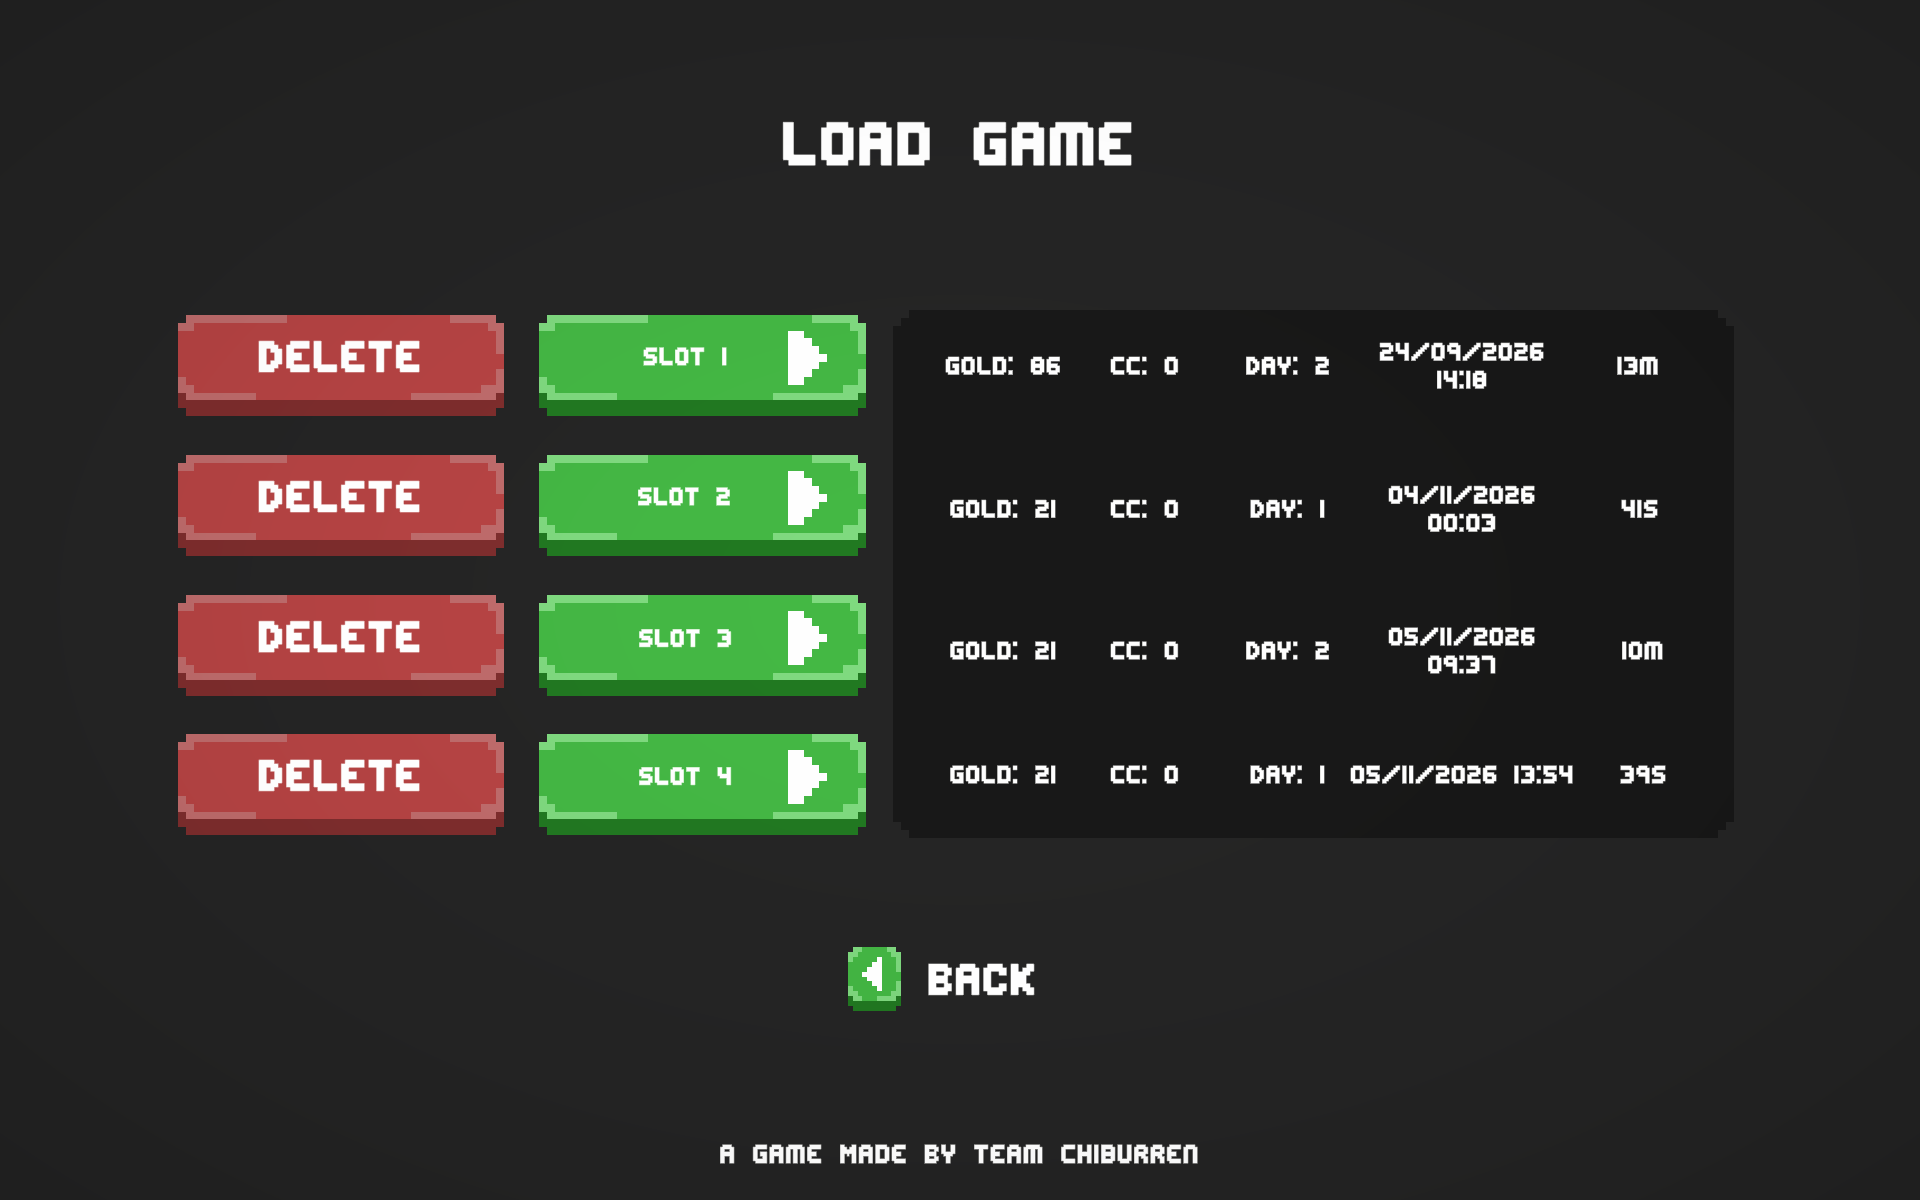 LOAD GAME
DELETE SLOT 1 GOLD: 86 CC: 0 DAY: 2 24/09/2026 14:18 13M
DELETE SLOT 2 GOLD: 21 CC: 0 DAY: 1 04/11/2026 00:03 41S
DELETE SLOT 3 GOLD: 21 CC: 0 DAY: 2 05/11/2026 09:37 10M
DELETE SLOT 4 GOLD: 21 CC: 0 DAY: 1 05/11/2026 13:54 39S
BACK
A GAME MADE BY TEAM CHIBURREN